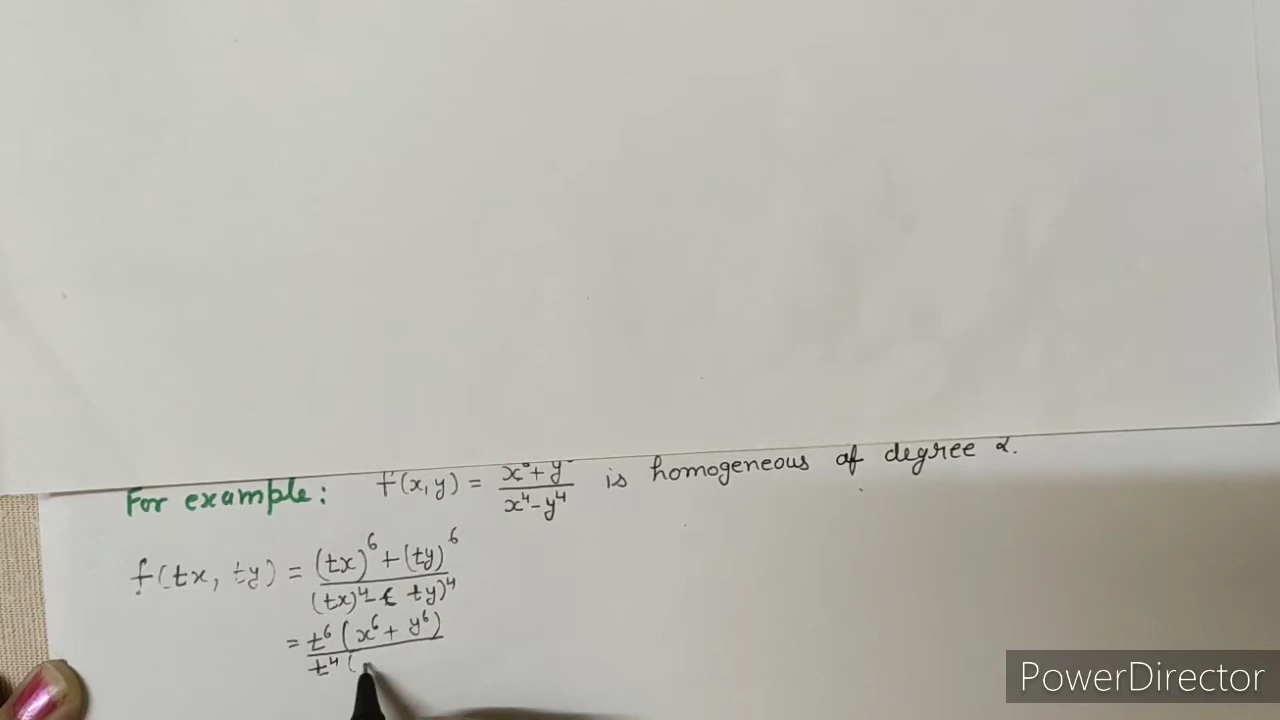 For example: f(x,y) = x⁶+y⁶ / x⁴-y⁴ is homogeneous of degree 2.
f(tx, ty) = (tx)⁶+(ty)⁶ / (tx)⁴-(ty)⁴
= t⁶(x⁶+y⁶) / t⁴(
PowerDirector